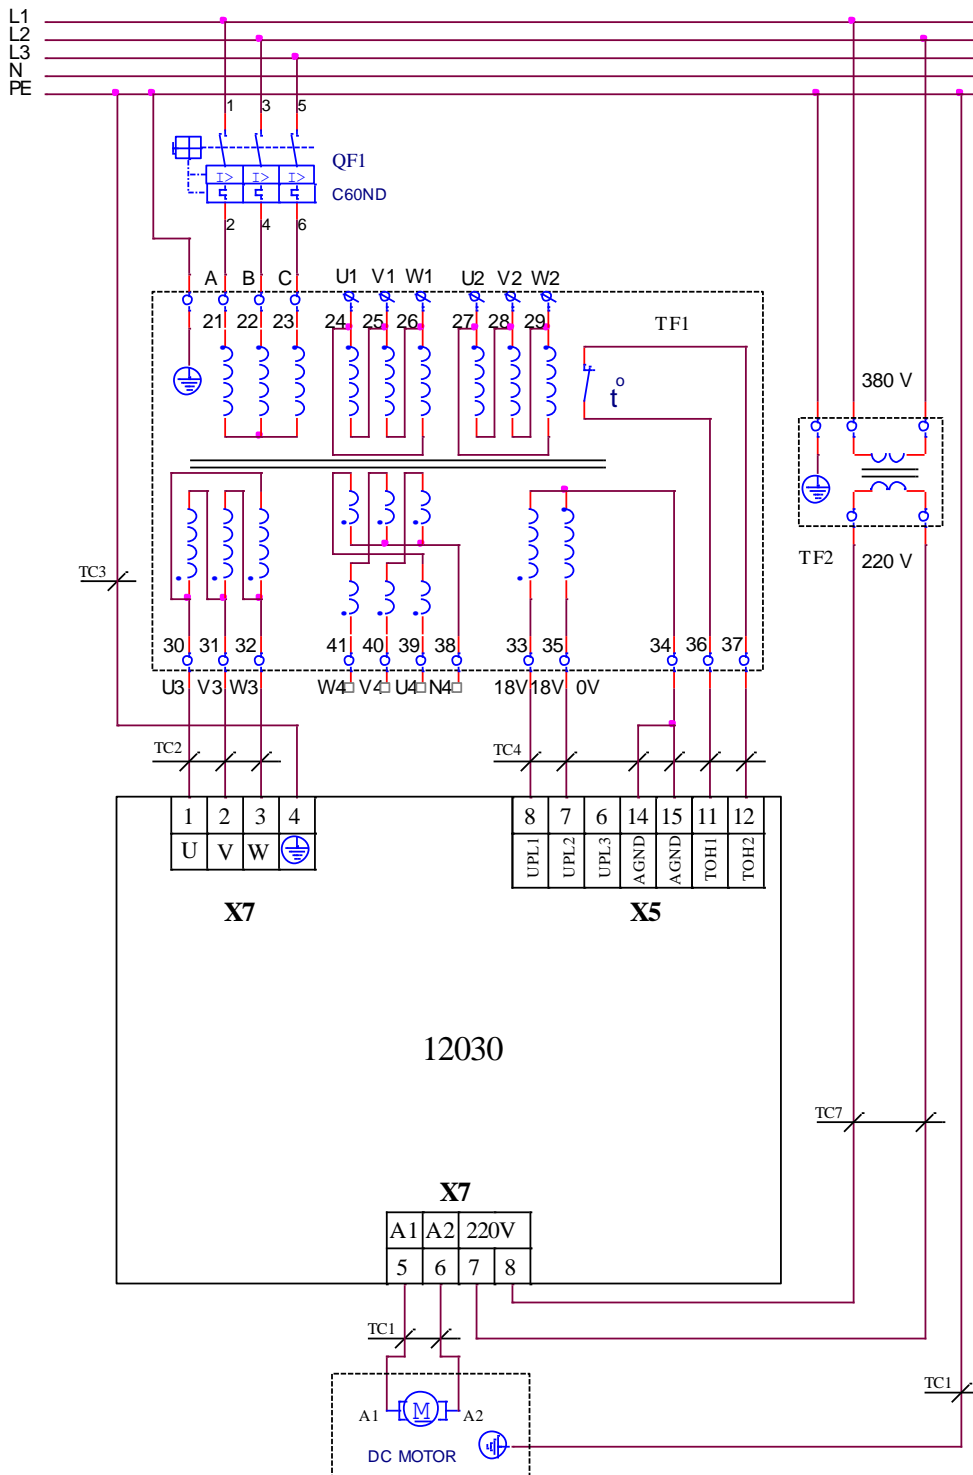 L1
L2
L3
N
PE
1 3 5
QF1
I> I> I>
C60ND
2 4 6
A B C U1 V1 W1 U2 V2 W2
21 22 23 24 25 26 27 28 29 TF1
t°
380 V
TF2 220 V
TC3
30 31 32 41 40 39 38 33 35 34 36 37
U3 V3 W3 W4 V4 U4 N4 18V 18V 0V
TC2 TC4
1 2 3 4 8 7 6 14 15 11 12
U V W UPL1 UPL2 UPL3 AGND AGND TOH1 TOH2
X7 X5
12030
TC7
X7
A1 A2 220V
5 6 7 8
TC1
TC1
A1 M A2
DC MOTOR